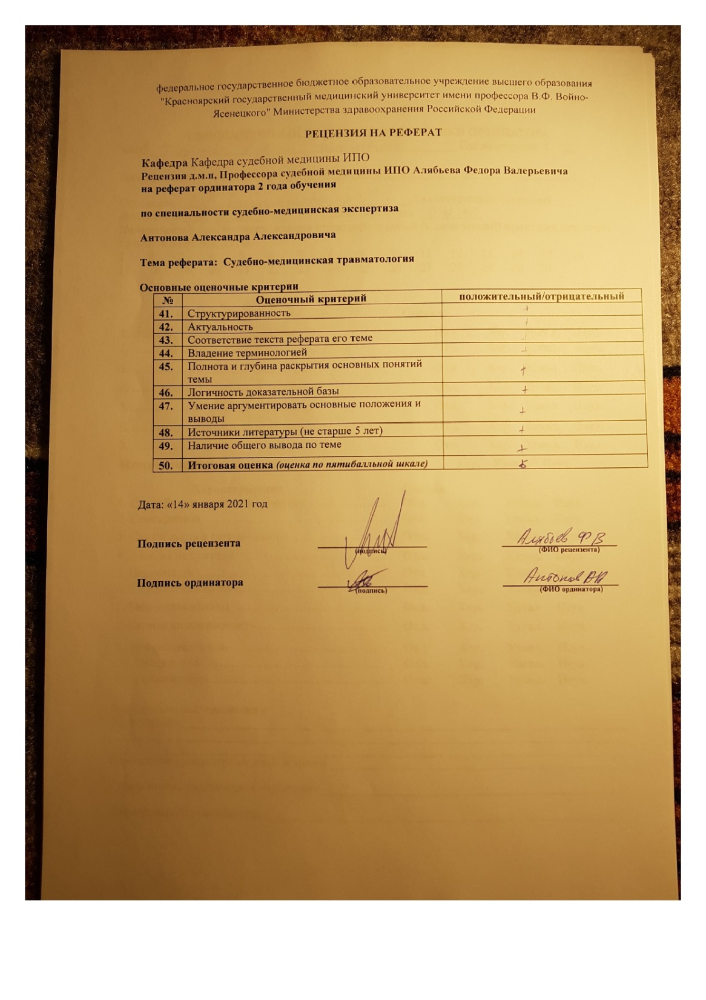 федеральное государственное бюджетное образовательное учреждение высшего образования
"Красноярский государственный медицинский университет имени профессора В.Ф. Войно-
Ясенецкого" Министерства здравоохранения Российской Федерации
РЕЦЕНЗИЯ НА РЕФЕРАТ
Кафедра Кафедра судебной медицины ИПО
Рецензия д.м.н, Профессора судебной медицины ИПО Алябьева Федора Валерьевича
на реферат ординатора 2 года обучения
по специальности судебно-медицинская экспертиза
Антонова Александра Александровича
Тема реферата: Судебно-медицинская травматология
Основные оценочные критерии
№ Оценочный критерий положительный/отрицательный
41. Структурированность +
42. Актуальность +
43. Соответствие текста реферата его теме +
44. Владение терминологией +
45. Полнота и глубина раскрытия основных понятий
темы +
46. Логичность доказательной базы +
47. Умение аргументировать основные положения и
выводы +
48. Источники литературы (не старше 5 лет) +
49. Наличие общего вывода по теме +
50. Итоговая оценка (оценка по пятибалльной шкале) 5
Дата: «14» января 2021 год
Подпись рецензента Алябьев ФВ
(подпись) (ФИО рецензента)
Подпись ординатора Антонов АА
(подпись) (ФИО ординатора)